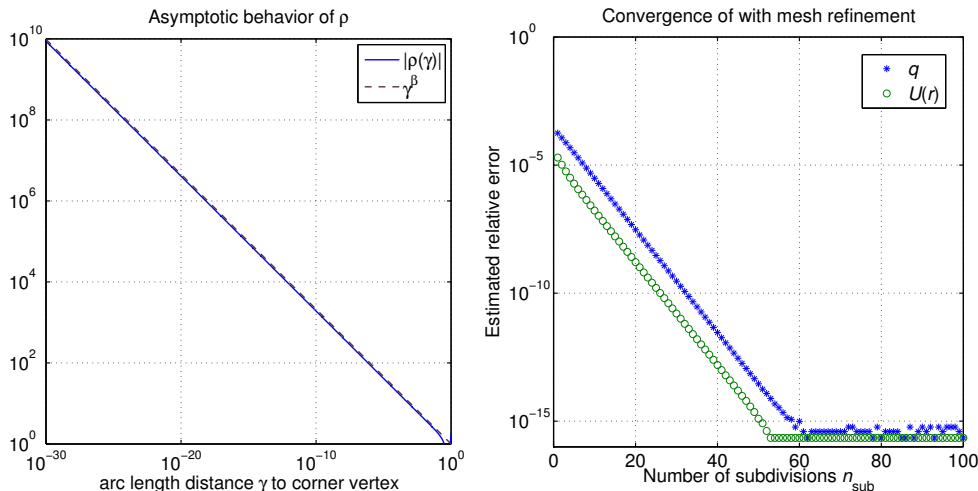 Asymptotic behavior of ρ
10^10
10^8
10^6
10^4
10^2
10^0
10^-30
10^-20
10^-10
10^0
arc length distance γ to corner vertex
|ρ(γ)|
γ^β
Convergence of with mesh refinement
Estimated relative error
10^0
10^-5
10^-10
10^-15
0
20
40
60
80
100
Number of subdivisions n_sub
q
U(r)